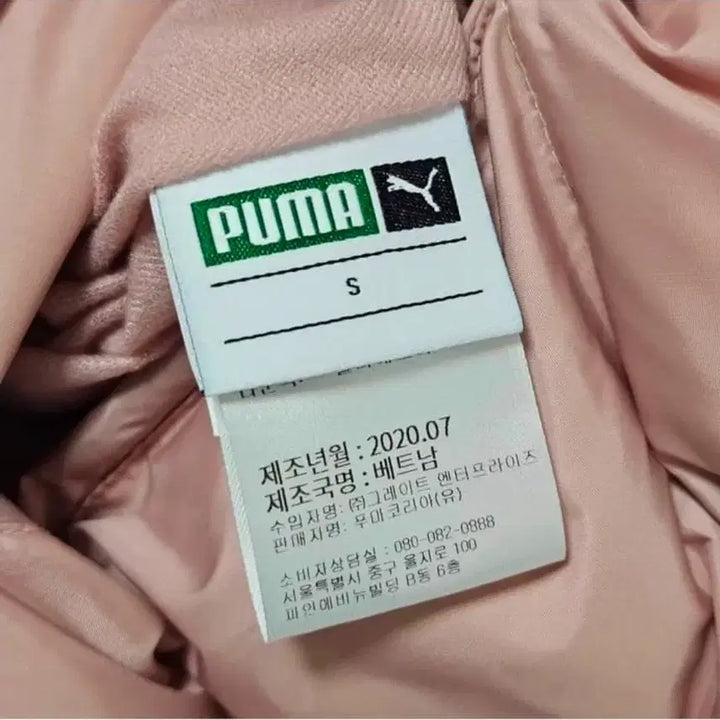 PUMA
S
제조년월 : 2020.07
제조국명 : 베트남
수입자명: ㈜그레이트 엔터프라이즈
판매자명: 푸마코리아(유)
소비자상담실 : 080-082-0888
서울특별시 중구 을지로 100
파인에비뉴빌딩 B동 6층